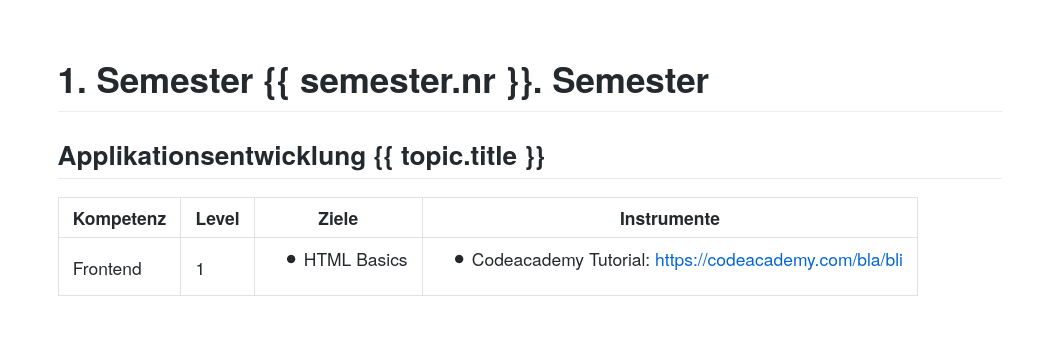 1. Semester {{ semester.nr }}. Semester
Applikationsentwicklung {{ topic.title }}
Kompetenz Level Ziele Instrumente
Frontend 1 • HTML Basics • Codeacademy Tutorial: https://codeacademy.com/bla/bli